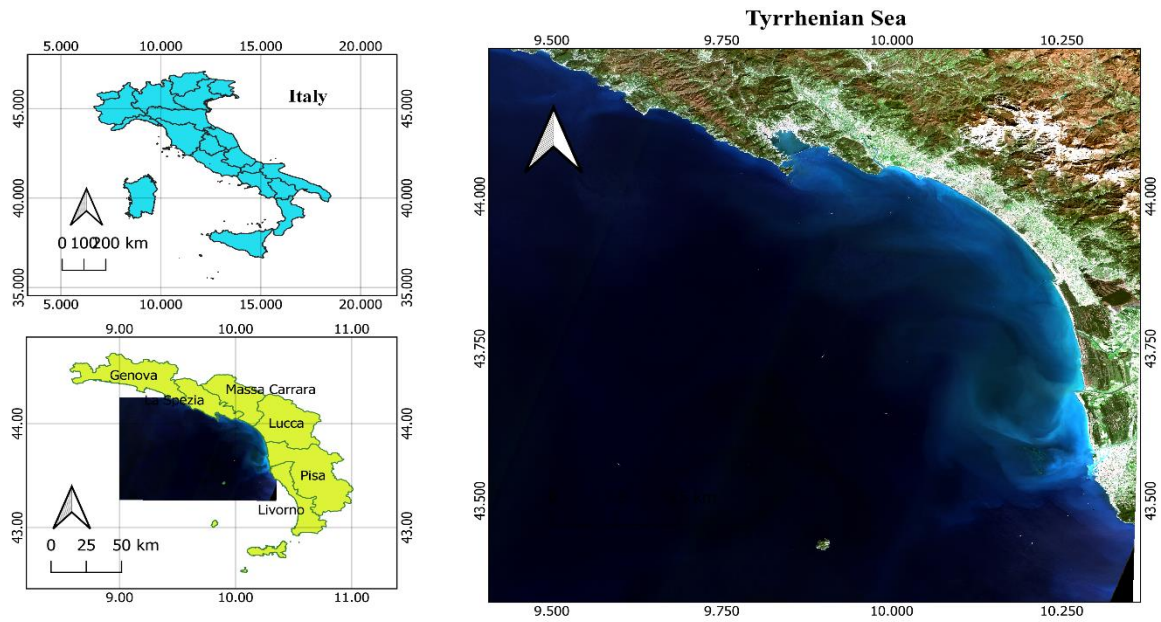 Tyrrhenian Sea
5.000 10.000 15.000 20.000
Italy
45.000
40.000
35.000
0 100 200 km
5.000 10.000 15.000 20.000
9.00 10.00 11.00
Genova
La Spezia
Massa Carrara
Lucca
Pisa
Livorno
44.00
43.00
44.00
43.00
0 25 50 km
9.00 10.00 11.00
9.500 9.750 10.000 10.250
44.000
43.750
43.500
44.000
43.750
43.500
9.500 9.750 10.000 10.250
45.000
40.000
35.000